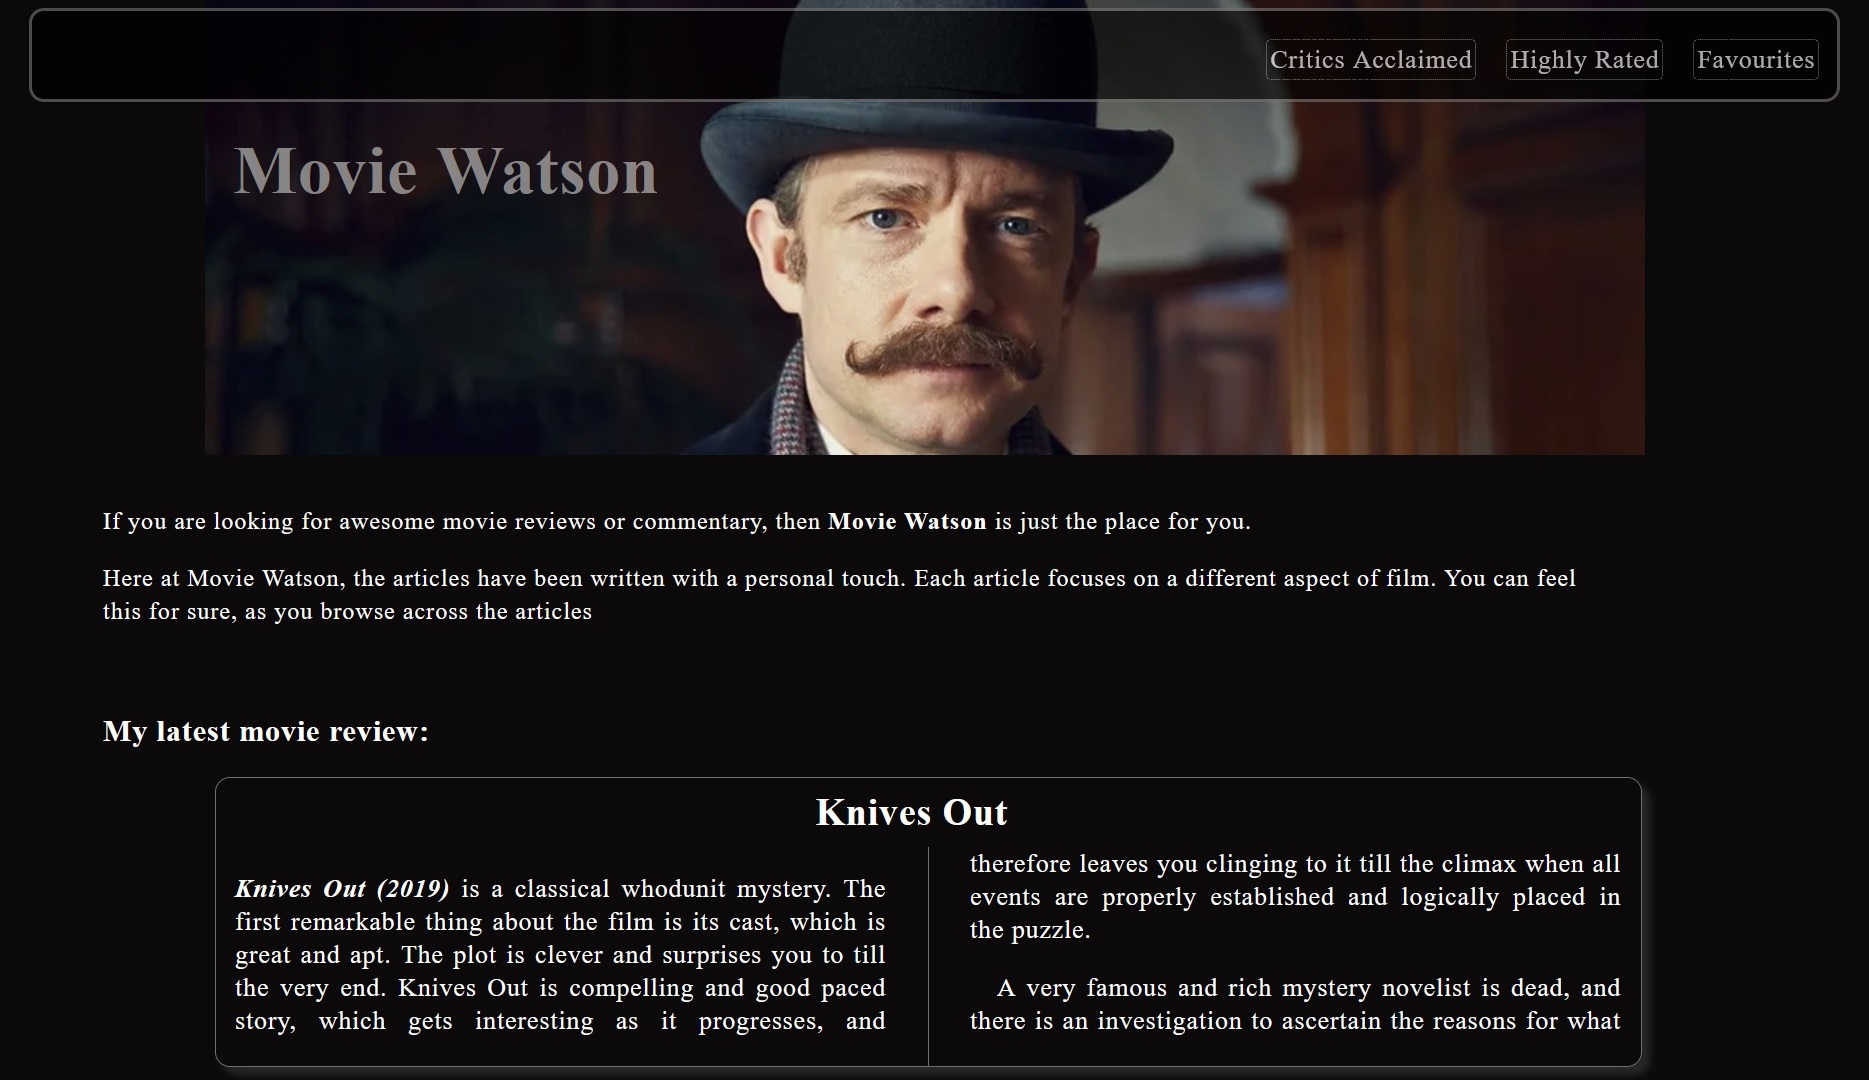 Critics Acclaimed Highly Rated Favourites
Movie Watson
If you are looking for awesome movie reviews or commentary, then Movie Watson is just the place for you.
Here at Movie Watson, the articles have been written with a personal touch. Each article focuses on a different aspect of film. You can feel
this for sure, as you browse across the articles
My latest movie review:
Knives Out
Knives Out (2019) is a classical whodunit mystery. The
first remarkable thing about the film is its cast, which is
great and apt. The plot is clever and surprises you to till
the very end. Knives Out is compelling and good paced
story, which gets interesting as it progresses, and
therefore leaves you clinging to it till the climax when all
events are properly established and logically placed in
the puzzle.
A very famous and rich mystery novelist is dead, and
there is an investigation to ascertain the reasons for what